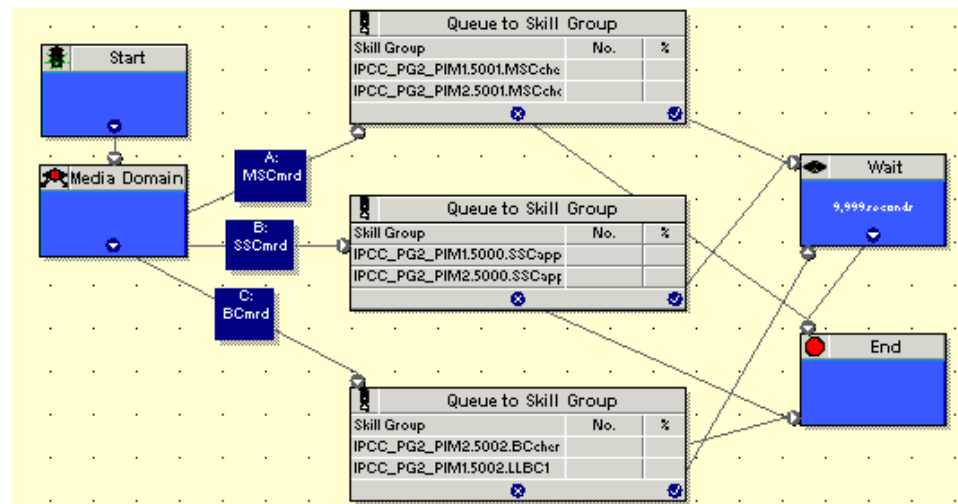 Start
Media Domain
A:
MSCmrd
B:
SSCmrd
C:
BCmrd
Queue to Skill Group
Skill Group No. %
IPCC_PG2_PIM1.5001.MSCche
IPCC_PG2_PIM2.5001.MSCchc
Queue to Skill Group
Skill Group No. %
IPCC_PG2_PIM1.5000.SSCapp
IPCC_PG2_PIM2.5000.SSCapp
Queue to Skill Group
Skill Group No. %
IPCC_PG2_PIM2.5002.BCcher
IPCC_PG2_PIM1.5002.LLBC1
Wait
9,999 seconds
End